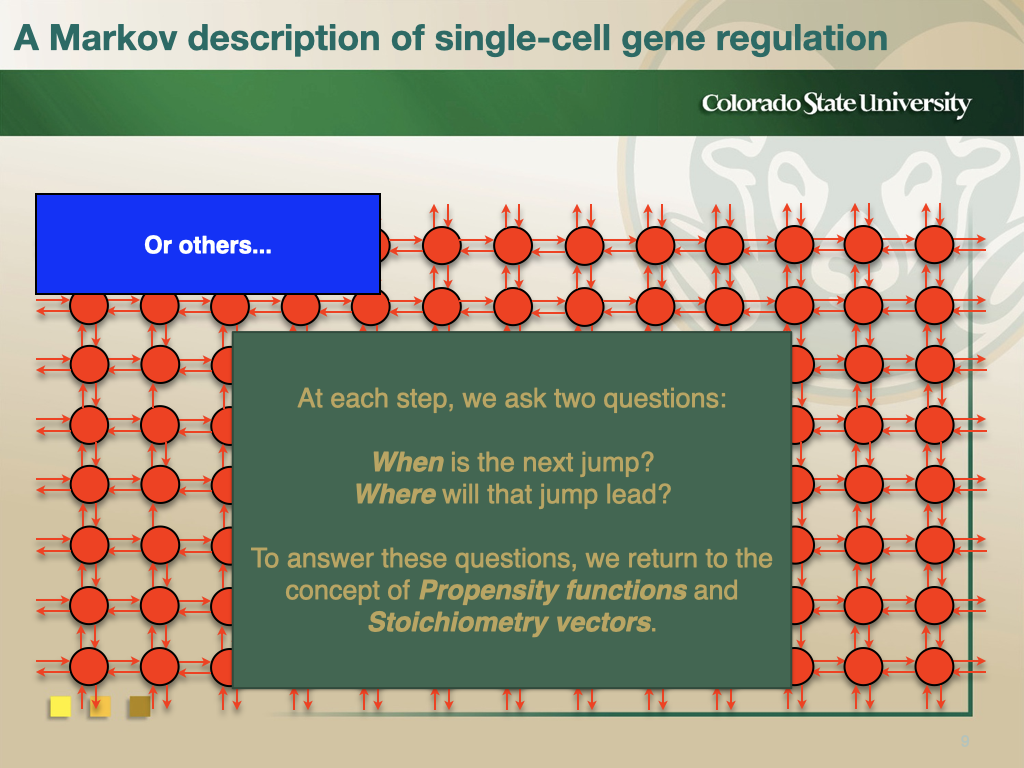 A Markov description of single-cell gene regulation
Colorado State University
Or others...
At each step, we ask two questions:
When is the next jump?
Where will that jump lead?
To answer these questions, we return to the
concept of Propensity functions and
Stoichiometry vectors.
9